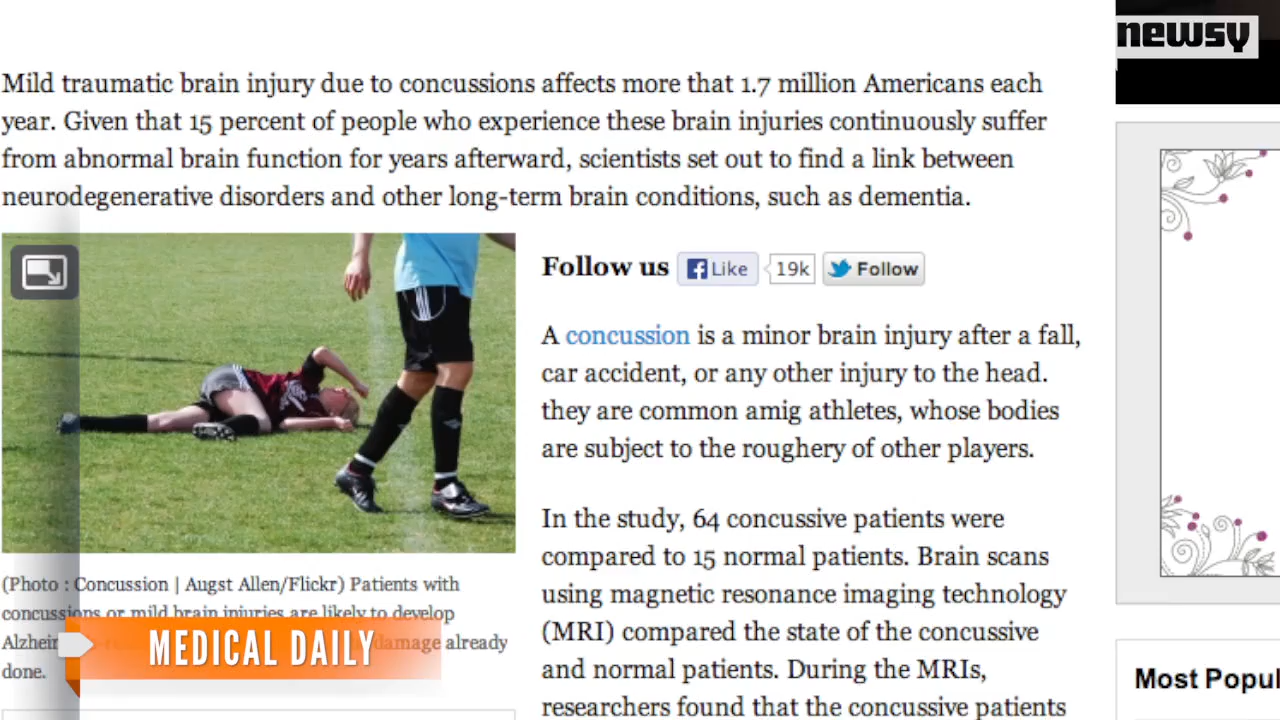 newsy
Mild traumatic brain injury due to concussions affects more that 1.7 million Americans each
year. Given that 15 percent of people who experience these brain injuries continuously suffer
from abnormal brain function for years afterward, scientists set out to find a link between
neurodegenerative disorders and other long-term brain conditions, such as dementia.
Follow us Like 19k Follow
A concussion is a minor brain injury after a fall,
car accident, or any other injury to the head.
they are common amig athletes, whose bodies
are subject to the roughery of other players.
In the study, 64 concussive patients were
compared to 15 normal patients. Brain scans
using magnetic resonance imaging technology
(MRI) compared the state of the concussive
and normal patients. During the MRIs,
researchers found that the concussive patients
(Photo : Concussion | Augst Allen/Flickr) Patients with
concussions or mild brain injuries are likely to develop
damage already
done.
MEDICAL DAILY
Most Popul